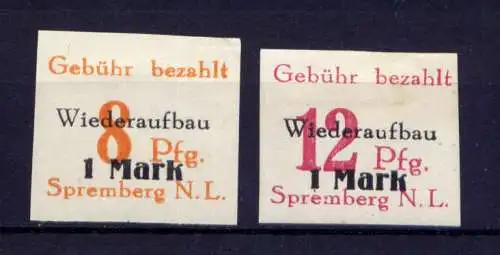 Gebühr bezahlt
Wiederaufbau
8 Pfg.
1 Mark
Spremberg N.L.
Gebühr bezahlt
Wiederaufbau
12 Pfg.
1 Mark
Spremberg N.L.